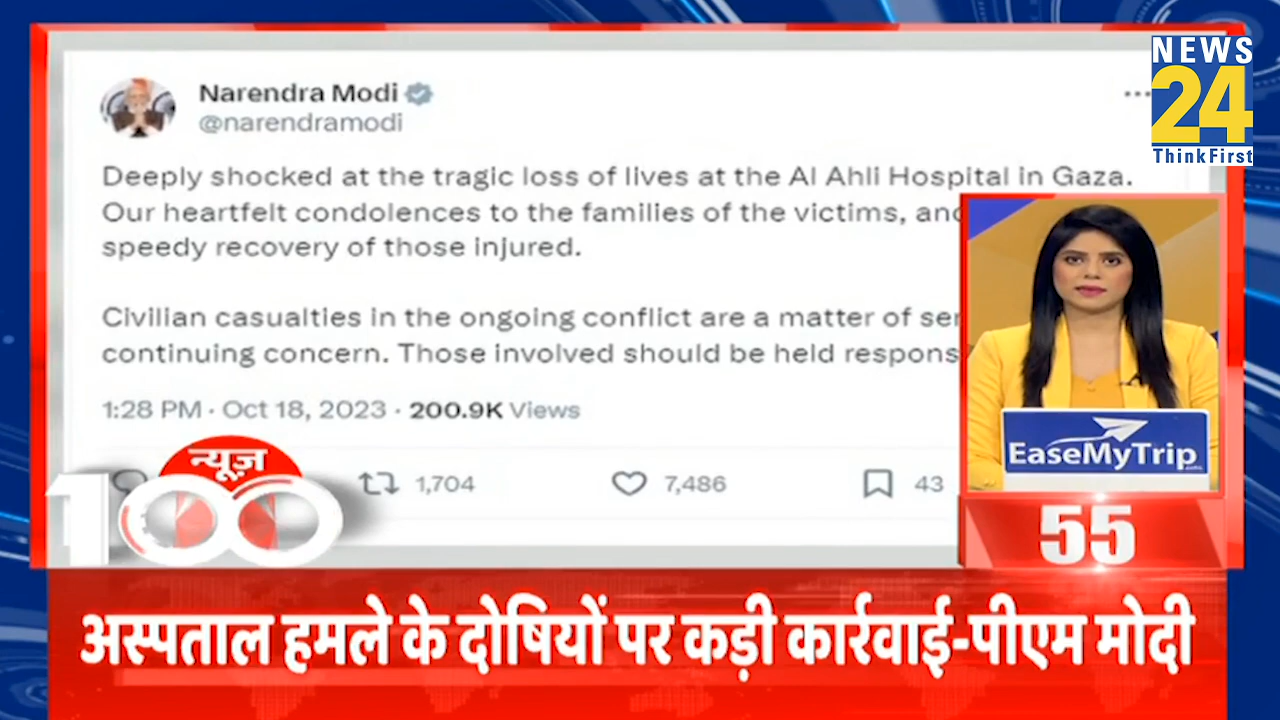 Narendra Modi
@narendramodi
Deeply shocked at the tragic loss of lives at the Al Ahli Hospital in Gaza.
Our heartfelt condolences to the families of the victims, and
speedy recovery of those injured.
Civilian casualties in the ongoing conflict are a matter of
continuing concern. Those involved should be held
1:28 PM · Oct 18, 2023 · 200.9K Views
1,704 7,486 43
NEWS
24
ThinkFirst
EaseMyTrip.com
55
न्यूज़
100
अस्पताल हमले के दोषियों पर कड़ी कार्रवाई-पीएम मोदी